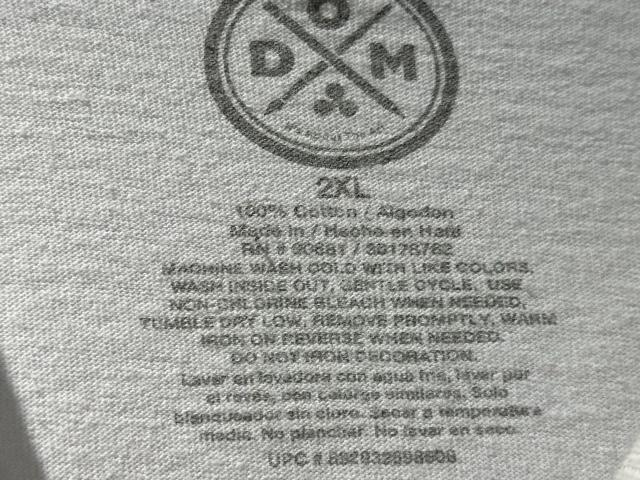 D O M
2XL
100% Cotton / Algodon
Made in / Hecho en Haiti
RN #
MACHINE WASH COLD WITH LIKE COLORS,
WASH INSIDE OUT, GENTLE CYCLE, USE
NON-CHLORINE BLEACH WHEN NEEDED,
TUMBLE DRY LOW, REMOVE PROMPTLY, WARM
IRON ON REVERSE WHEN NEEDED.
DO NOT IRON DECORATION.
Lavar en lavadora con agua fria, lavar por
el reves, con colores similares. Solo
blanqueador sin cloro. Secar a temperatura
media. No planchar. No lavar en seco.
UPC #